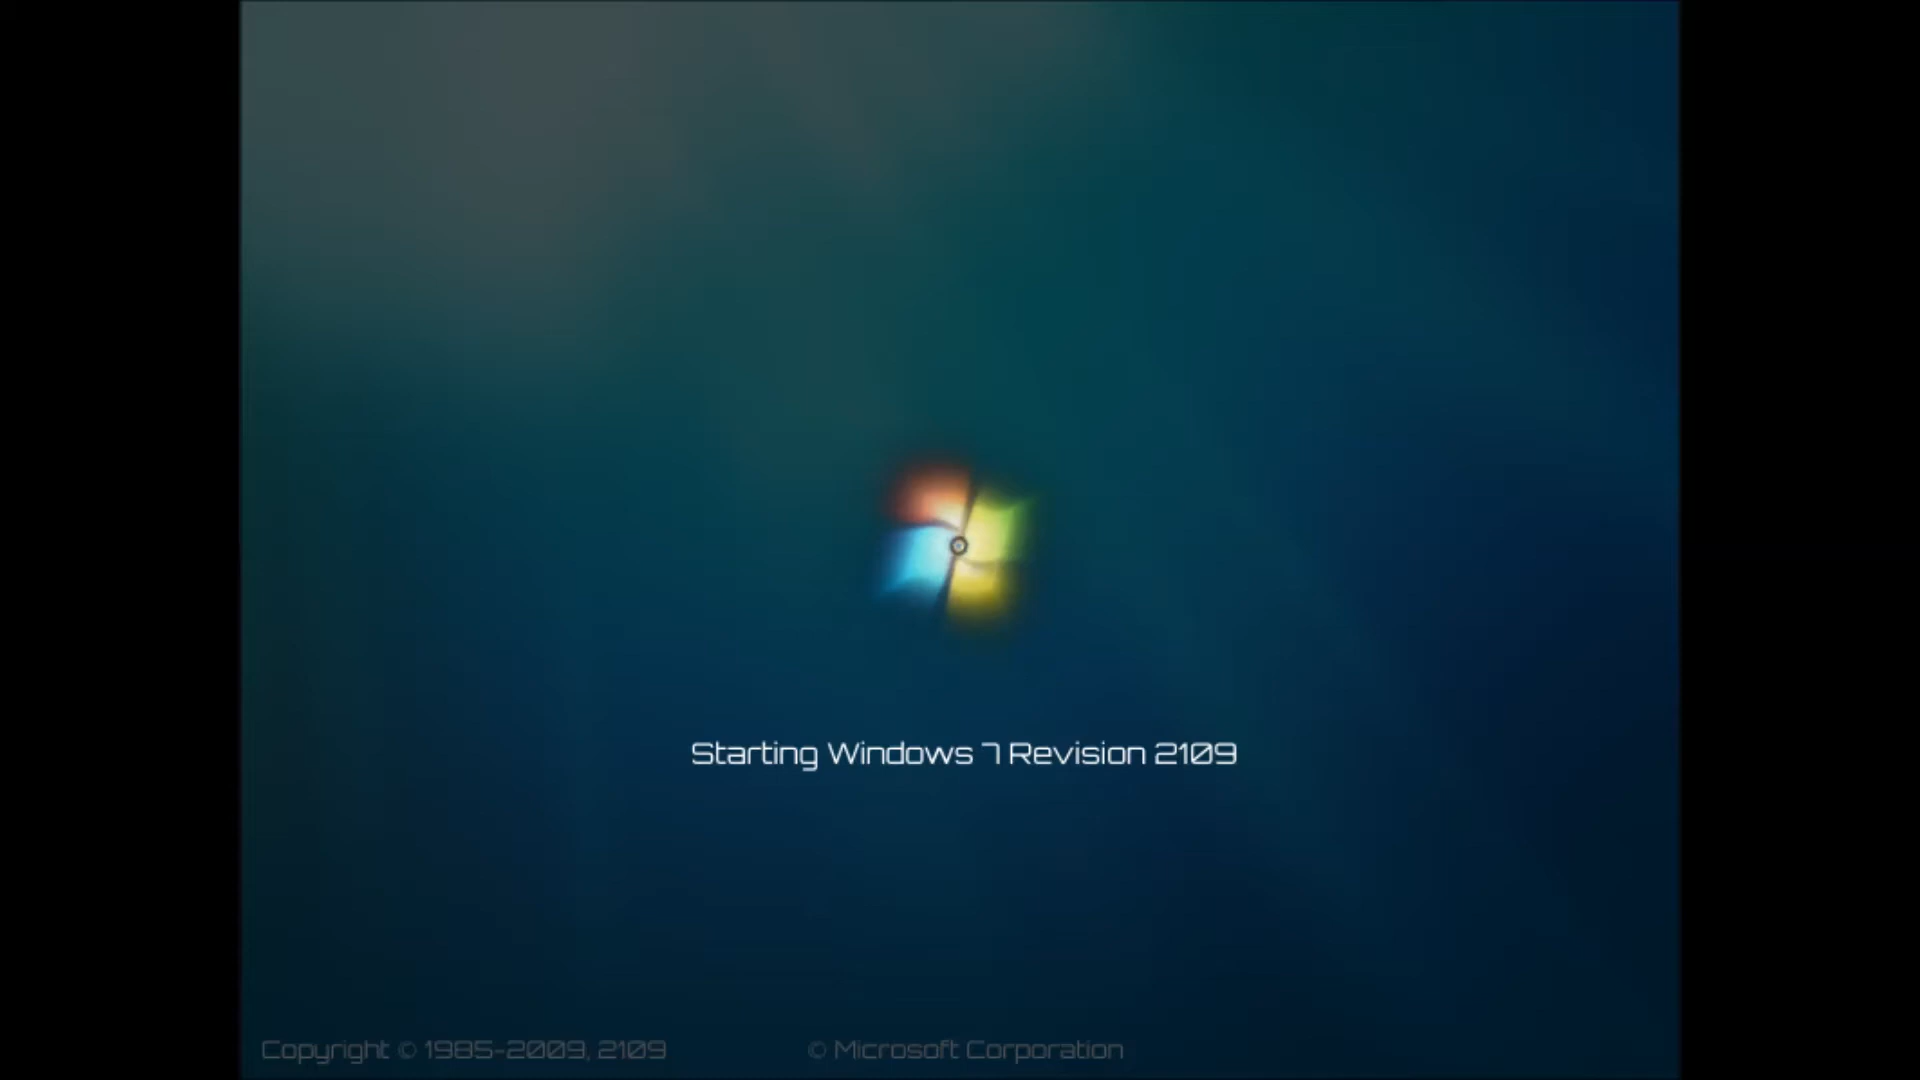 Starting Windows 7 Revision 2109
Copyright © 1985-2009, 2109 © Microsoft Corporation